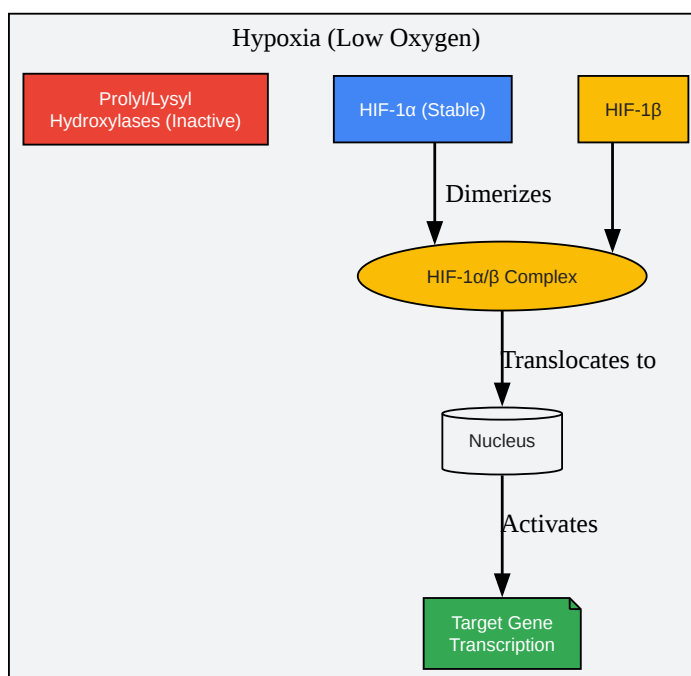 Hypoxia (Low Oxygen)
Prolyl/Lysyl
Hydroxylases (Inactive)
HIF-1α (Stable)
HIF-1β
Dimerizes
HIF-1α/β Complex
Translocates to
Nucleus
Activates
Target Gene
Transcription